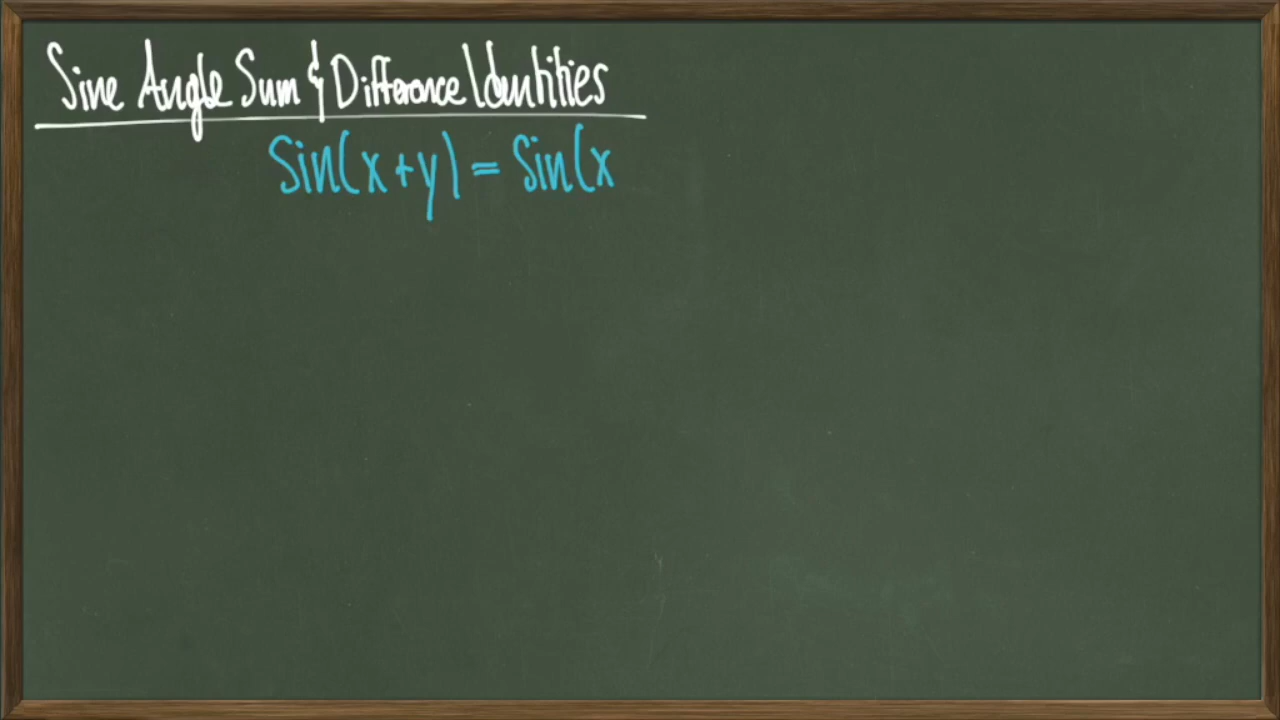 Sine Angle Sum & Difference Identities
Sin(x+y) = Sin(x